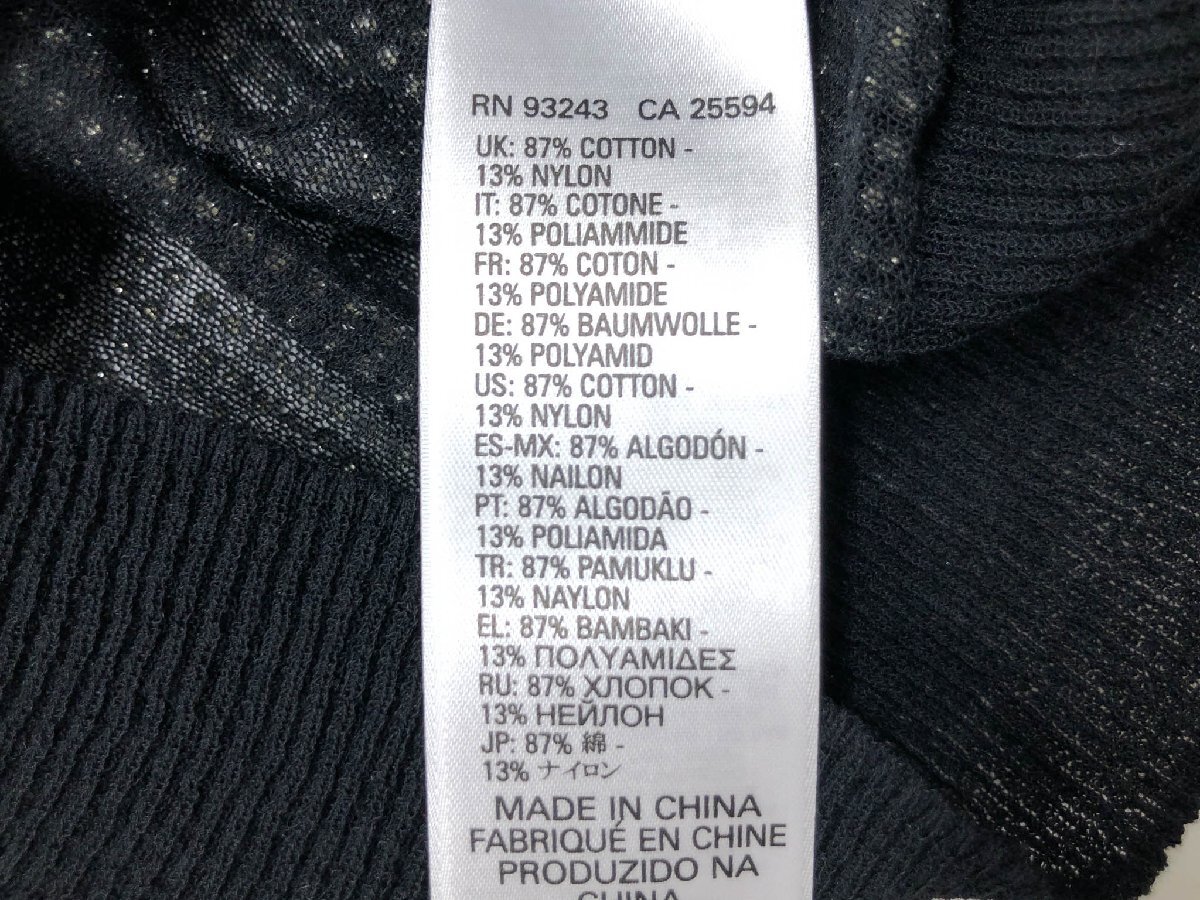 RN 93243 CA 25594
UK: 87% COTTON -
13% NYLON
IT: 87% COTONE -
13% POLIAMMIDE
FR: 87% COTON -
13% POLYAMIDE
DE: 87% BAUMWOLLE -
13% POLYAMID
US: 87% COTTON -
13% NYLON
ES-MX: 87% ALGODÓN -
13% NAILON
PT: 87% ALGODÃO -
13% POLIAMIDA
TR: 87% PAMUKLU -
13% NAYLON
EL: 87% BAMBAKI -
13% ΠΟΛΥΑΜΙΔΕΣ
RU: 87% ХЛОПОК -
13% НЕЙЛОН
JP: 87% 綿 -
13% ナイロン
MADE IN CHINA
FABRIQUÉ EN CHINE
PRODUZIDO NA
CHINA